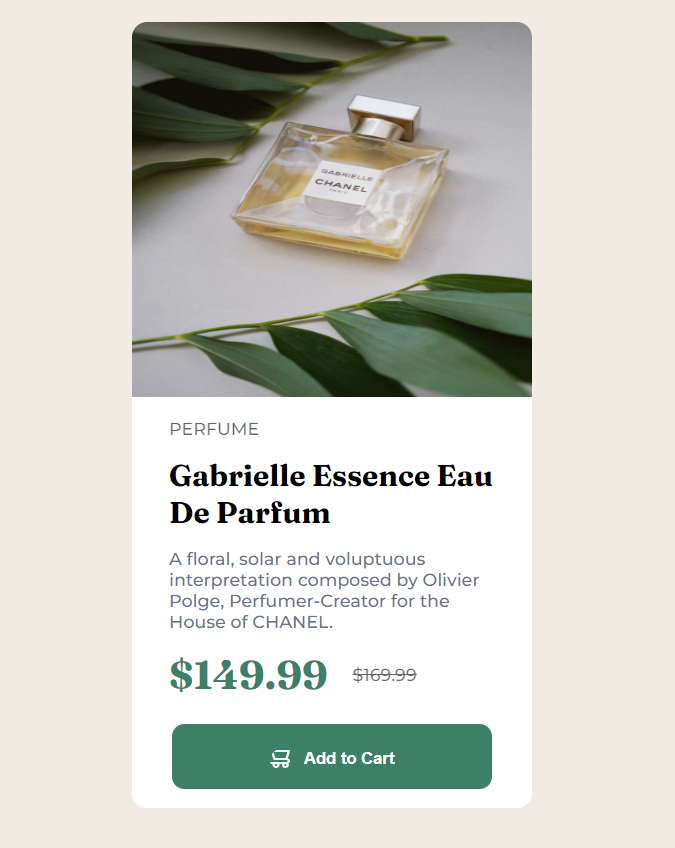 GABRIELLE
CHANEL
PARIS
PERFUME
Gabrielle Essence Eau
De Parfum
A floral, solar and voluptuous
interpretation composed by Olivier
Polge, Perfumer-Creator for the
House of CHANEL.
$149.99 $169.99
Add to Cart